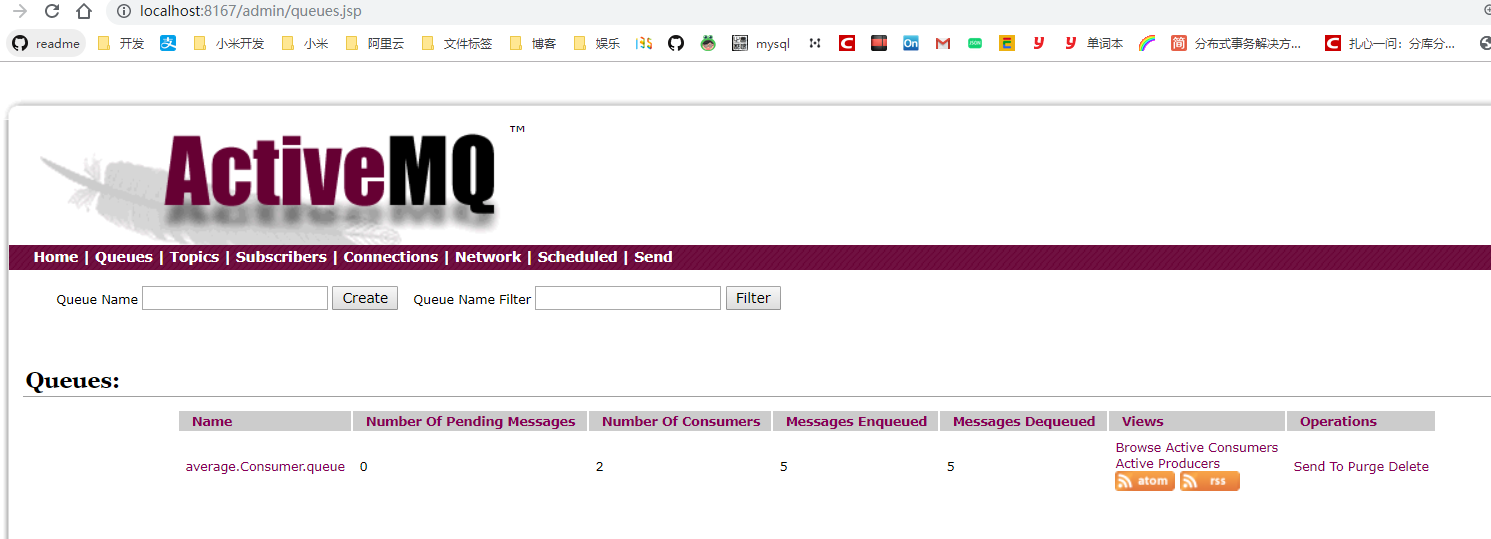 localhost:8167/admin/queues.jsp
readme 开发 小米开发 小米 阿里云 文件标签 博客 娱乐 mysql 单词本 简 分布式事务解决方... 扎心一问：分库分...
ActiveMQ ™
Home | Queues | Topics | Subscribers | Connections | Network | Scheduled | Send
Queue Name Create Queue Name Filter Filter
Queues:
Name Number Of Pending Messages Number Of Consumers Messages Enqueued Messages Dequeued Views Operations
Browse Active Consumers
average.Consumer.queue 0 2 5 5 Active Producers Send To Purge Delete
atom rss